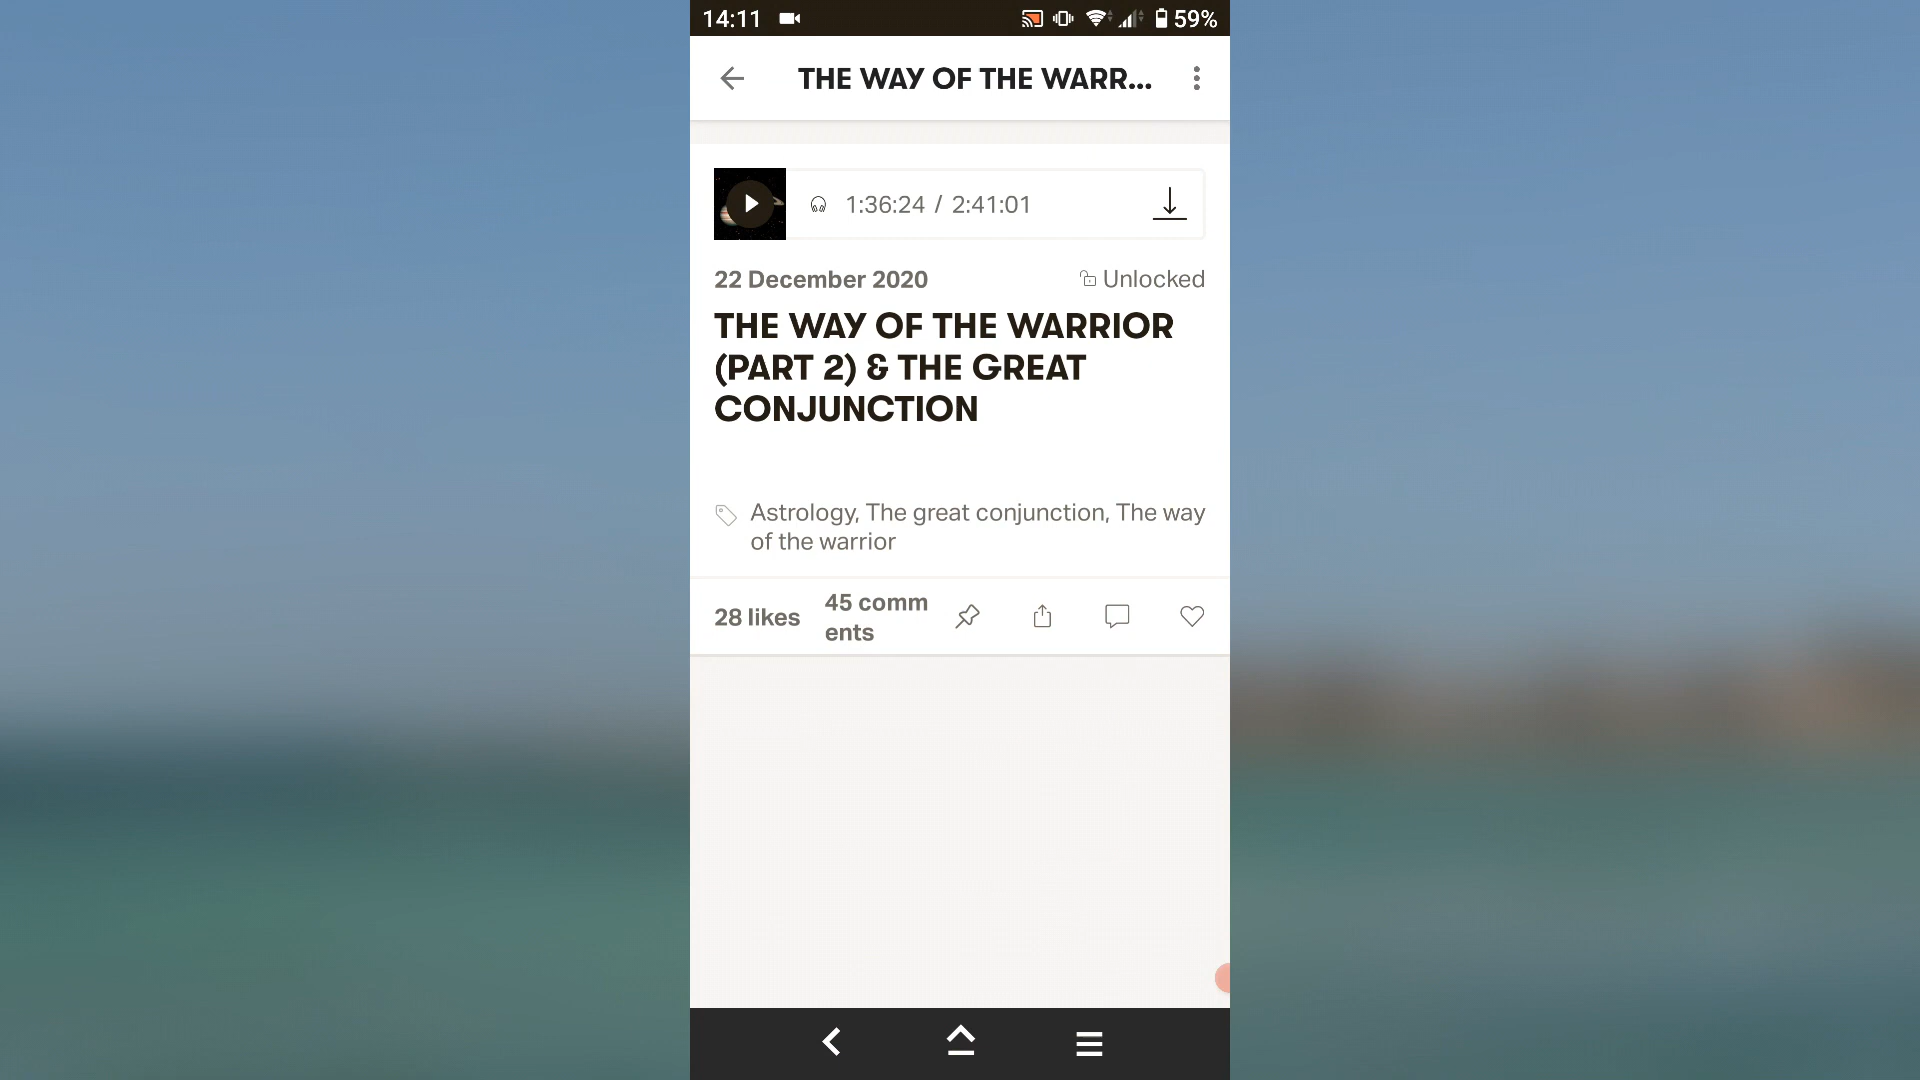 14:11
59%
THE WAY OF THE WARR...
1:36:24 / 2:41:01
22 December 2020
Unlocked
THE WAY OF THE WARRIOR
(PART 2) & THE GREAT
CONJUNCTION
Astrology, The great conjunction, The way
of the warrior
28 likes
45 comm
ents